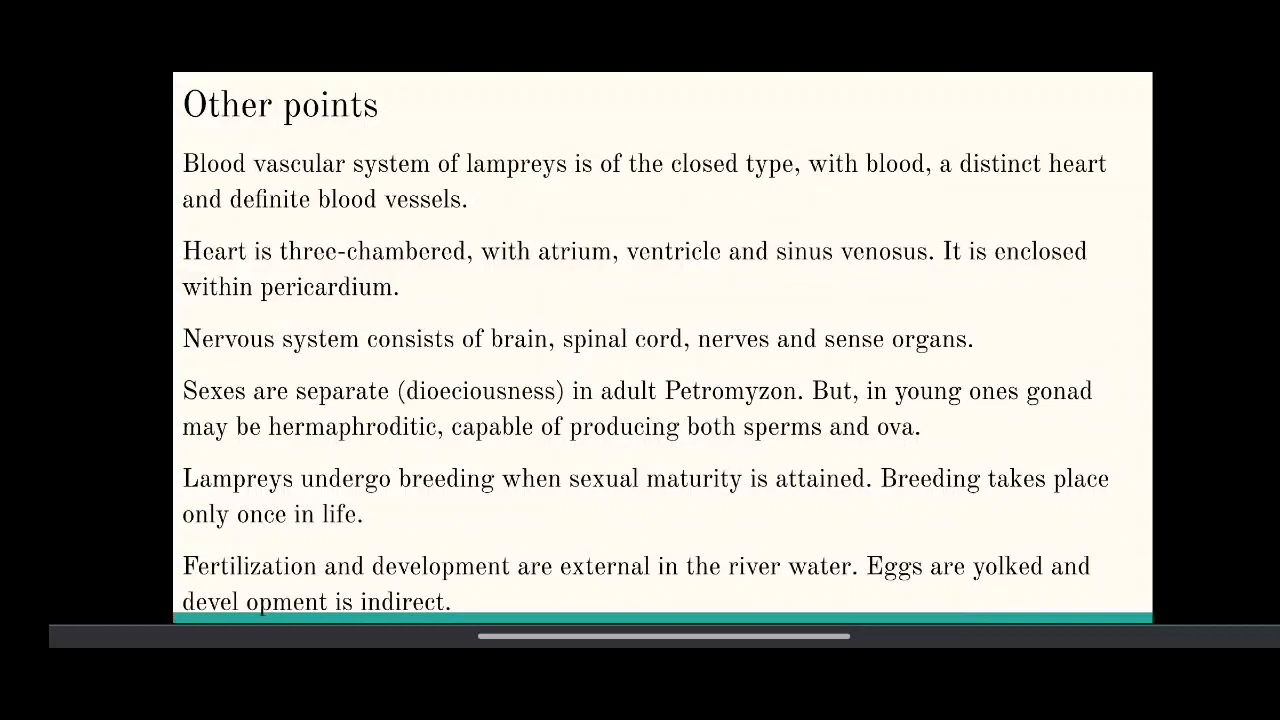 Other points
Blood vascular system of lampreys is of the closed type, with blood, a distinct heart
and definite blood vessels.
Heart is three-chambered, with atrium, ventricle and sinus venosus. It is enclosed
within pericardium.
Nervous system consists of brain, spinal cord, nerves and sense organs.
Sexes are separate (dioeciousness) in adult Petromyzon. But, in young ones gonad
may be hermaphroditic, capable of producing both sperms and ova.
Lampreys undergo breeding when sexual maturity is attained. Breeding takes place
only once in life.
Fertilization and development are external in the river water. Eggs are yolked and
devel opment is indirect.